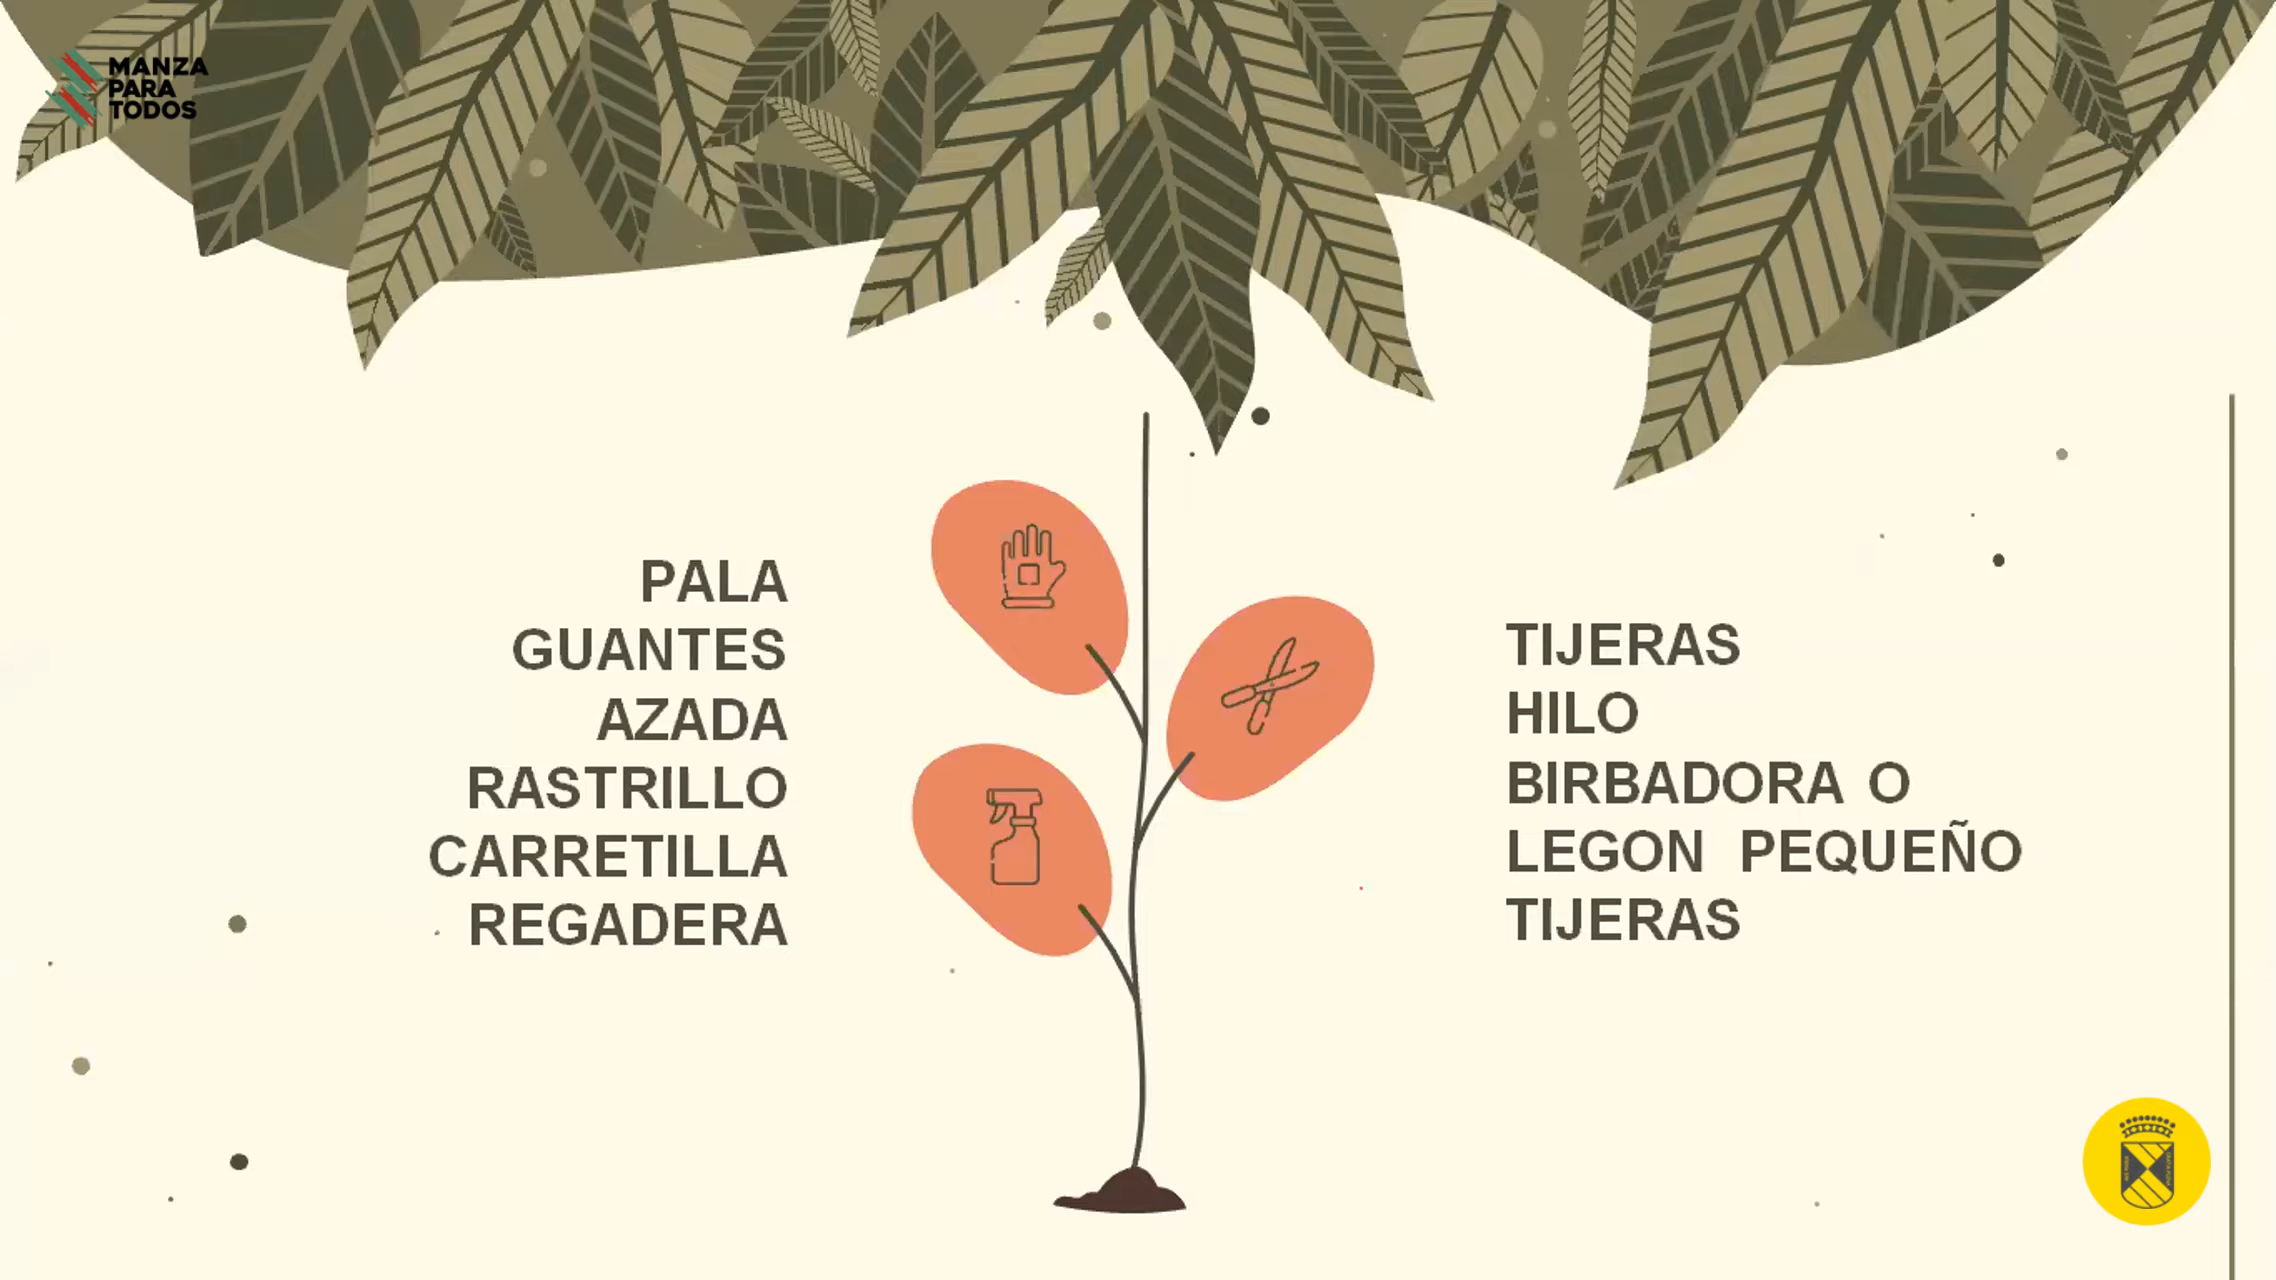 MANZA
PARA
TODOS
PALA
GUANTES
AZADA
RASTRILLO
CARRETILLA
REGADERA
TIJERAS
HILO
BIRBADORA O
LEGON PEQUEÑO
TIJERAS